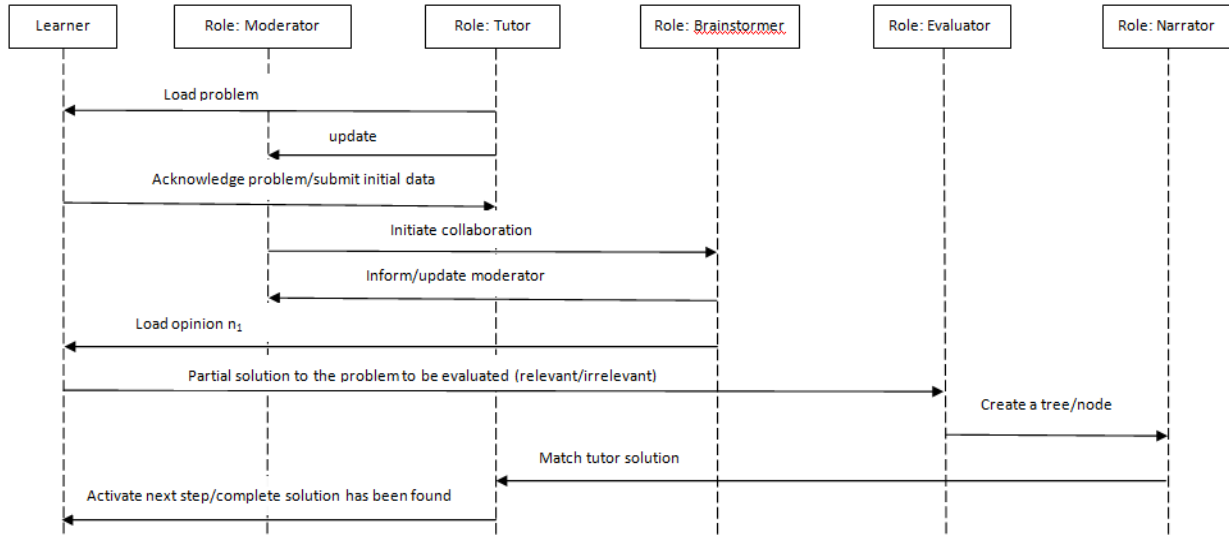 Learner
Role: Moderator
Role: Tutor
Role: Brainstormer
Role: Evaluator
Role: Narrator
Load problem
update
Acknowledge problem/submit initial data
Initiate collaboration
Inform/update moderator
Load opinion n₁
Partial solution to the problem to be evaluated (relevant/irrelevant)
Create a tree/node
Match tutor solution
Activate next step/complete solution has been found